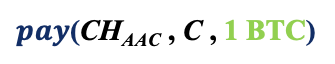 pay(CH_AAC , C , 1 BTC)